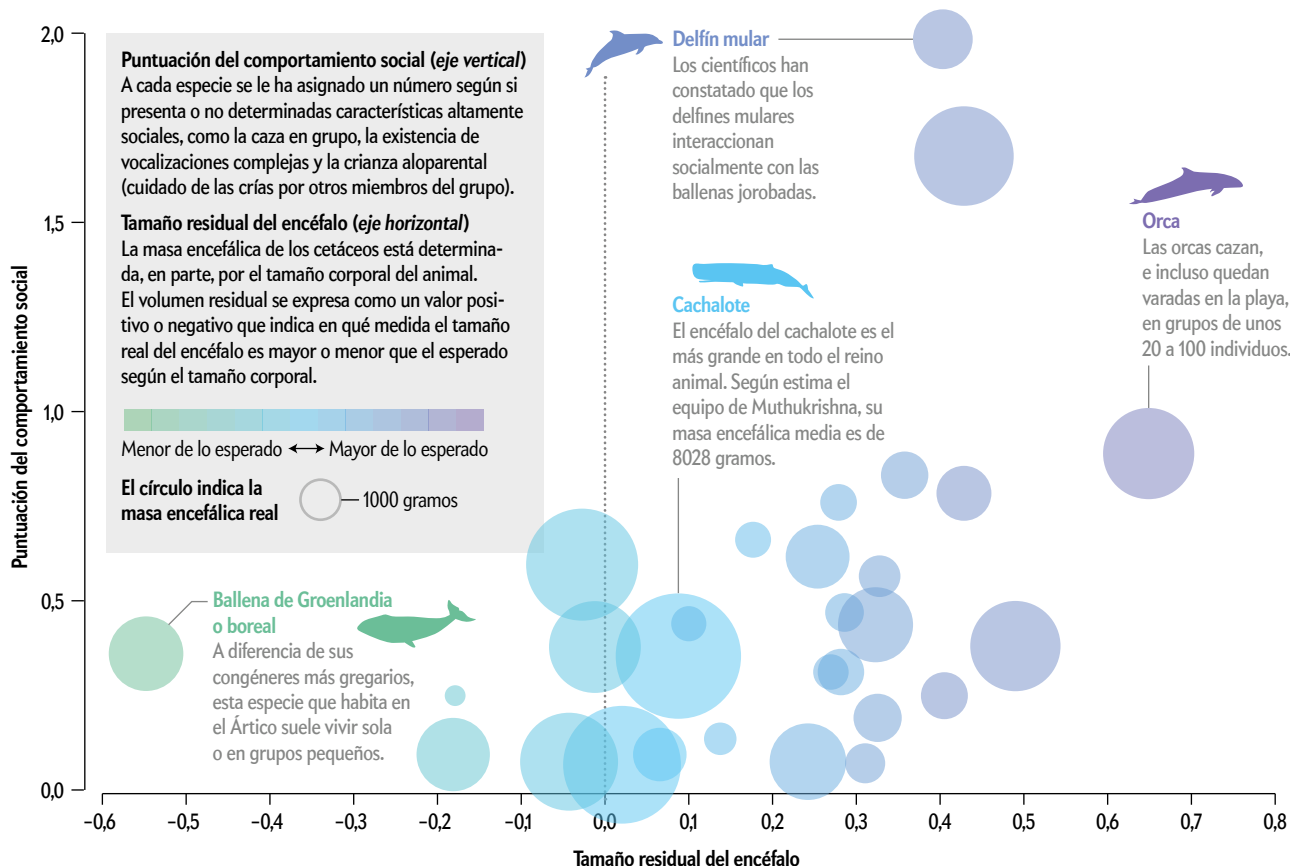 2,0
1,5
1,0
0,5
0,0
Puntuación del comportamiento social
Puntuación del comportamiento social (eje vertical)
A cada especie se le ha asignado un número según si
presenta o no determinadas características altamente
sociales, como la caza en grupo, la existencia de
vocalizaciones complejas y la crianza aloparental
(cuidado de las crías por otros miembros del grupo).
Tamaño residual del encéfalo (eje horizontal)
La masa encefálica de los cetáceos está determina-
da, en parte, por el tamaño corporal del animal.
El volumen residual se expresa como un valor posi-
tivo o negativo que indica en qué medida el tamaño
real del encéfalo es mayor o menor que el esperado
según el tamaño corporal.
Menor de lo esperado ↔ Mayor de lo esperado
El círculo indica la
masa encefálica real
1000 gramos
Delfín mular
Los científicos han
constatado que los
delfines mulares
interaccionan
socialmente con las
ballenas jorobadas.
Orca
Las orcas cazan,
e incluso quedan
varadas en la playa,
en grupos de unos
20 a 100 individuos.
Cachalote
El encéfalo del cachalote es el
más grande en todo el reino
animal. Según estima el
equipo de Muthukrishna, su
masa encefálica media es de
8028 gramos.
Ballena de Groenlandia
o boreal
A diferencia de sus
congéneres más gregarios,
esta especie que habita en
el Ártico suele vivir sola
o en grupos pequeños.
–0,6 –0,5 –0,4 –0,3 –0,2 –0,1 0,0 0,1 0,2 0,3 0,4 0,5 0,6 0,7 0,8
Tamaño residual del encéfalo